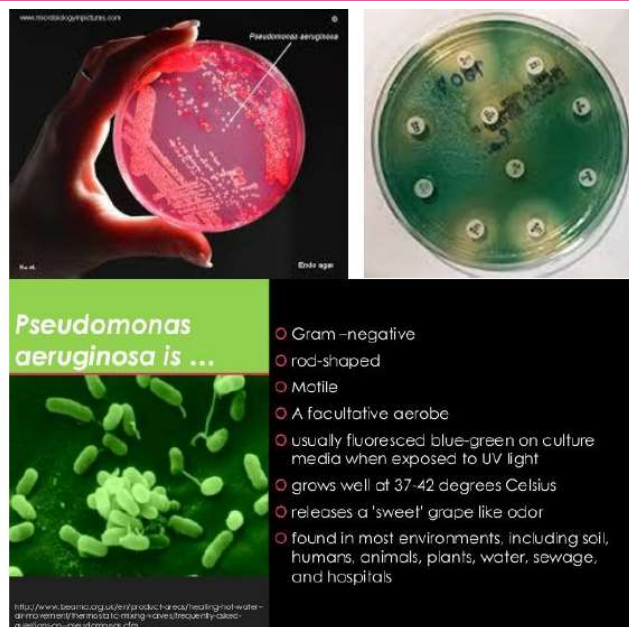 www.microbiologyinpictures.com
Pseudomonas aeruginosa
Endo agar
Pseudomonas
aeruginosa is ...
Gram –negative
rod-shaped
Motile
A facultative aerobe
usually fluoresced blue-green on culture
media when exposed to UV light
grows well at 37-42 degrees Celsius
releases a 'sweet' grape like odor
found in most environments, including soil,
humans, animals, plants, water, sewage,
and hospitals